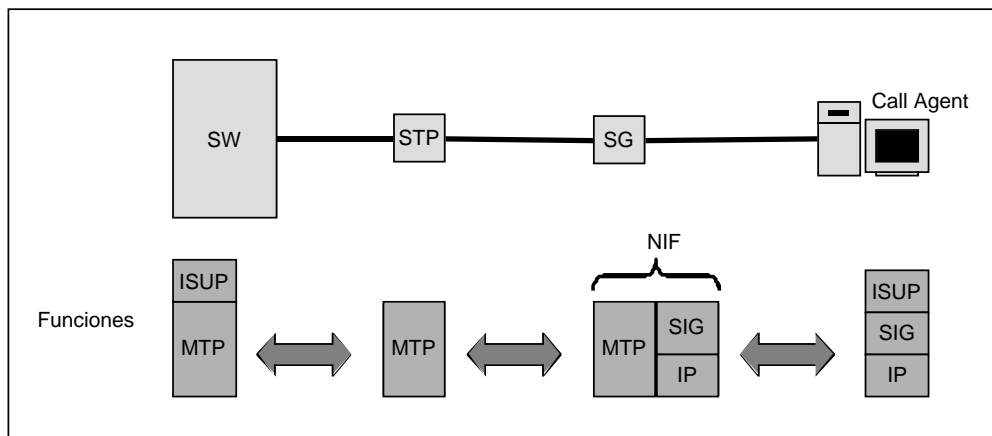 Call Agent
SW
STP
SG
NIF
Funciones
ISUP
MTP
MTP
MTP
SIG
IP
ISUP
SIG
IP